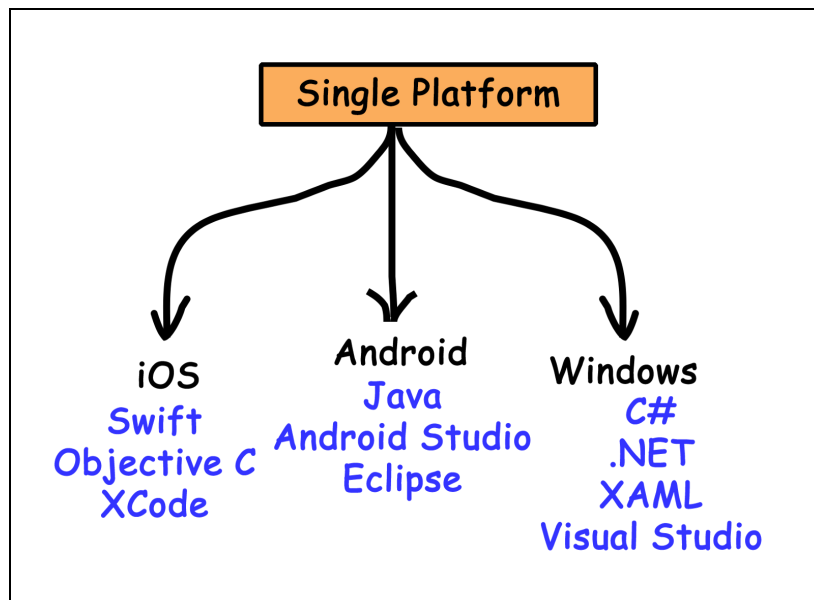 Single Platform
iOS
Swift
Objective C
XCode
Android
Java
Android Studio
Eclipse
Windows
C#
.NET
XAML
Visual Studio